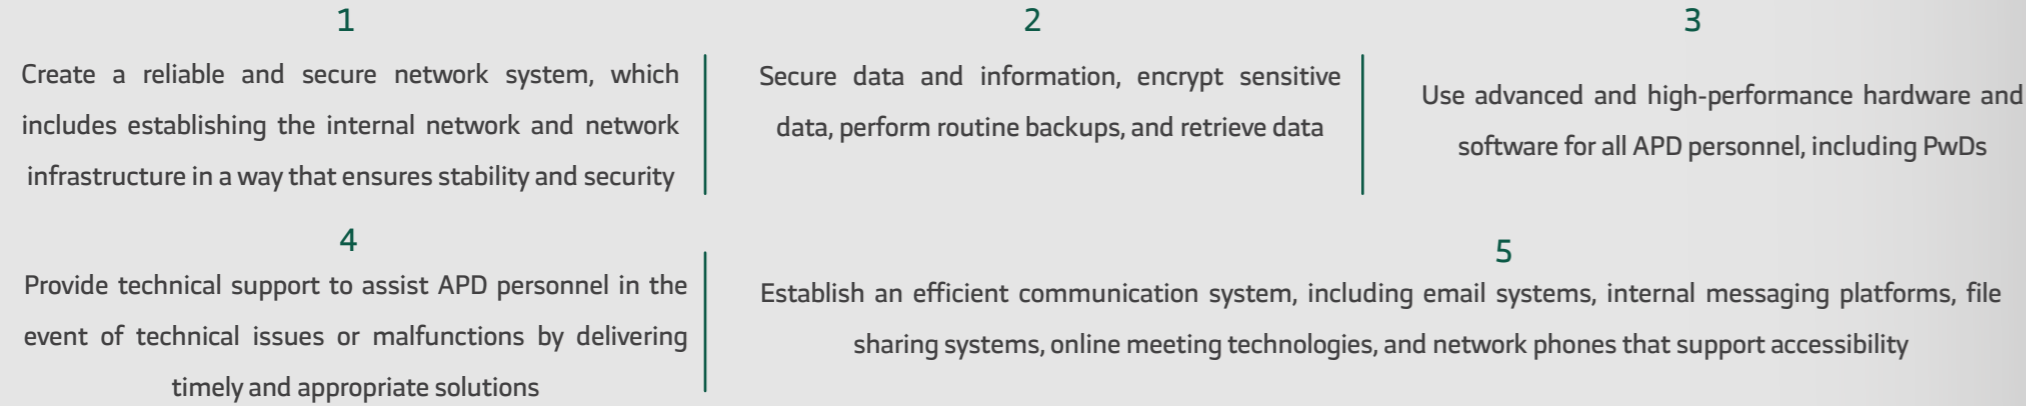 1
Create a reliable and secure network system, which
includes establishing the internal network and network
infrastructure in a way that ensures stability and security
2
Secure data and information, encrypt sensitive
data, perform routine backups, and retrieve data
3
Use advanced and high-performance hardware and
software for all APD personnel, including PwDs
4
Provide technical support to assist APD personnel in the
event of technical issues or malfunctions by delivering
timely and appropriate solutions
5
Establish an efficient communication system, including email systems, internal messaging platforms, file
sharing systems, online meeting technologies, and network phones that support accessibility